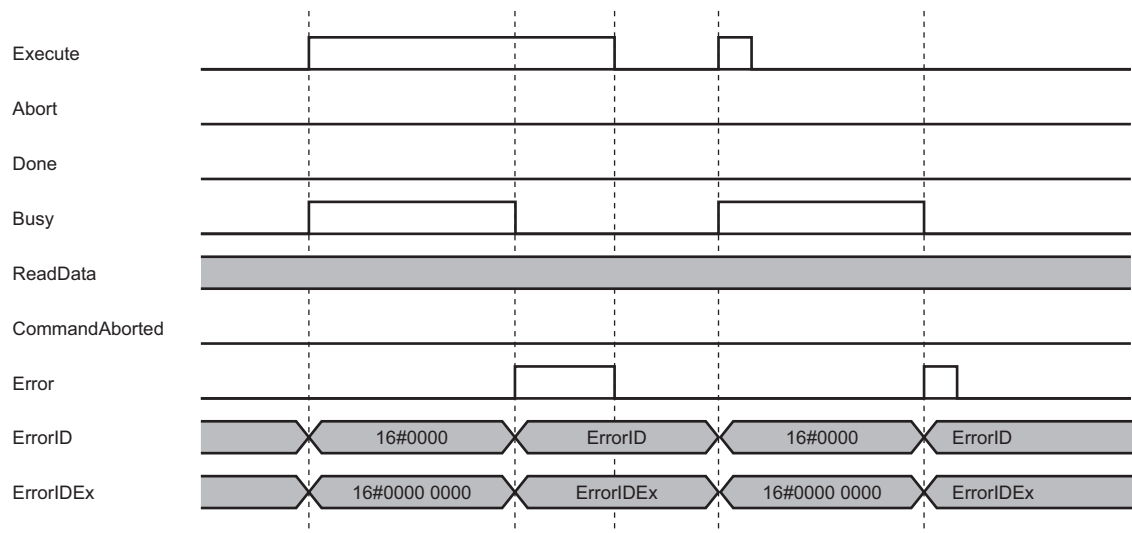 Execute
Abort
Done
Busy
ReadData
CommandAborted
Error
ErrorID 16#0000 ErrorID 16#0000 ErrorID
ErrorIDEx 16#0000 0000 ErrorIDEx 16#0000 0000 ErrorIDEx